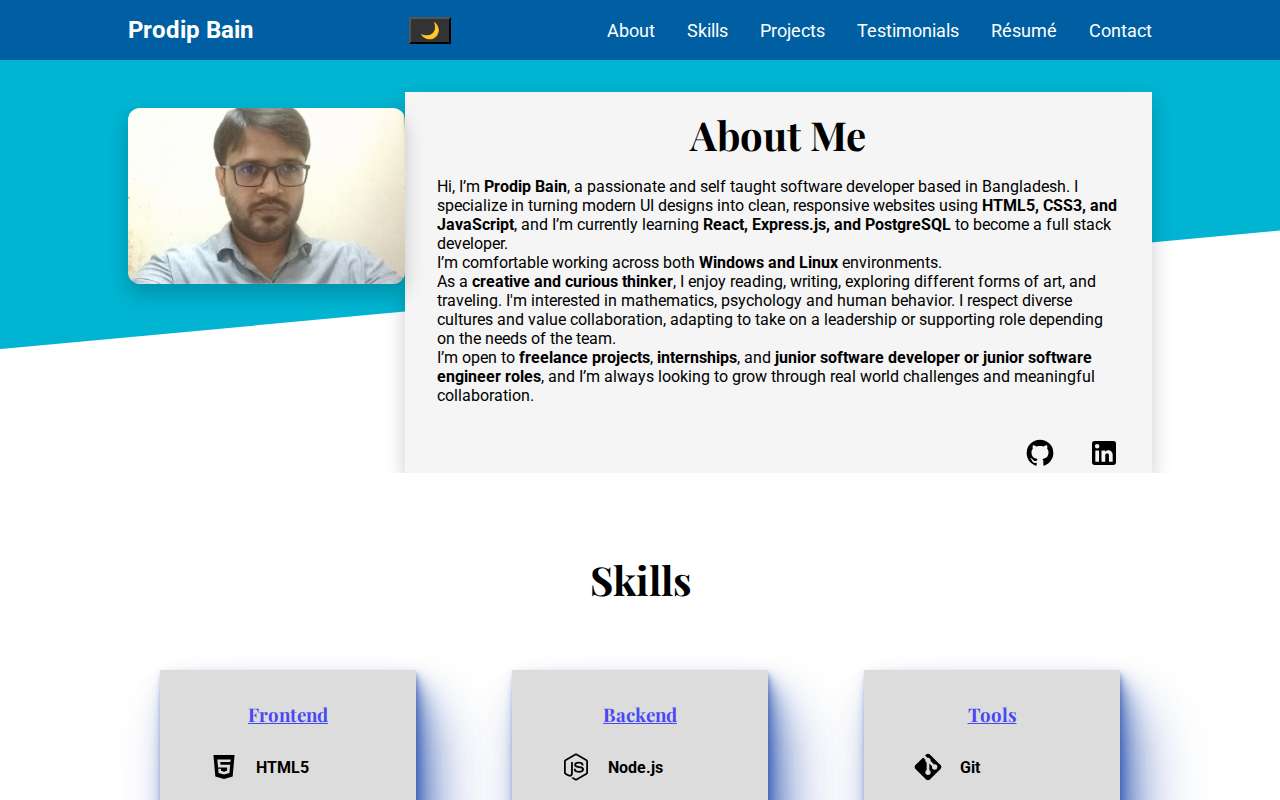 Prodip Bain
About Skills Projects Testimonials Résumé Contact
About Me
Hi, I’m Prodip Bain, a passionate and self taught software developer based in Bangladesh. I
specialize in turning modern UI designs into clean, responsive websites using HTML5, CSS3, and
JavaScript, and I’m currently learning React, Express.js, and PostgreSQL to become a full stack
developer.
I’m comfortable working across both Windows and Linux environments.
As a creative and curious thinker, I enjoy reading, writing, exploring different forms of art, and
traveling. I'm interested in mathematics, psychology and human behavior. I respect diverse
cultures and value collaboration, adapting to take on a leadership or supporting role depending
on the needs of the team.
I’m open to freelance projects, internships, and junior software developer or junior software
engineer roles, and I’m always looking to grow through real world challenges and meaningful
collaboration.
Skills
Frontend
HTML5
Backend
Node.js
Tools
Git